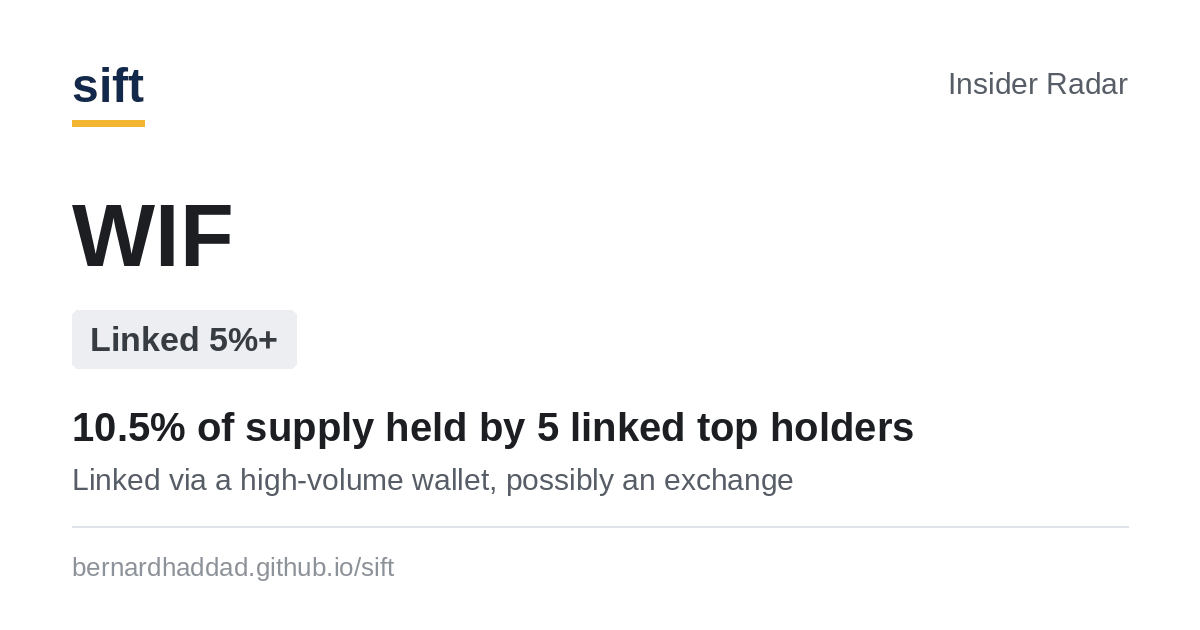 sift
Insider Radar
WIF
Linked 5%+
10.5% of supply held by 5 linked top holders
Linked via a high-volume wallet, possibly an exchange
bernardhaddad.github.io/sift